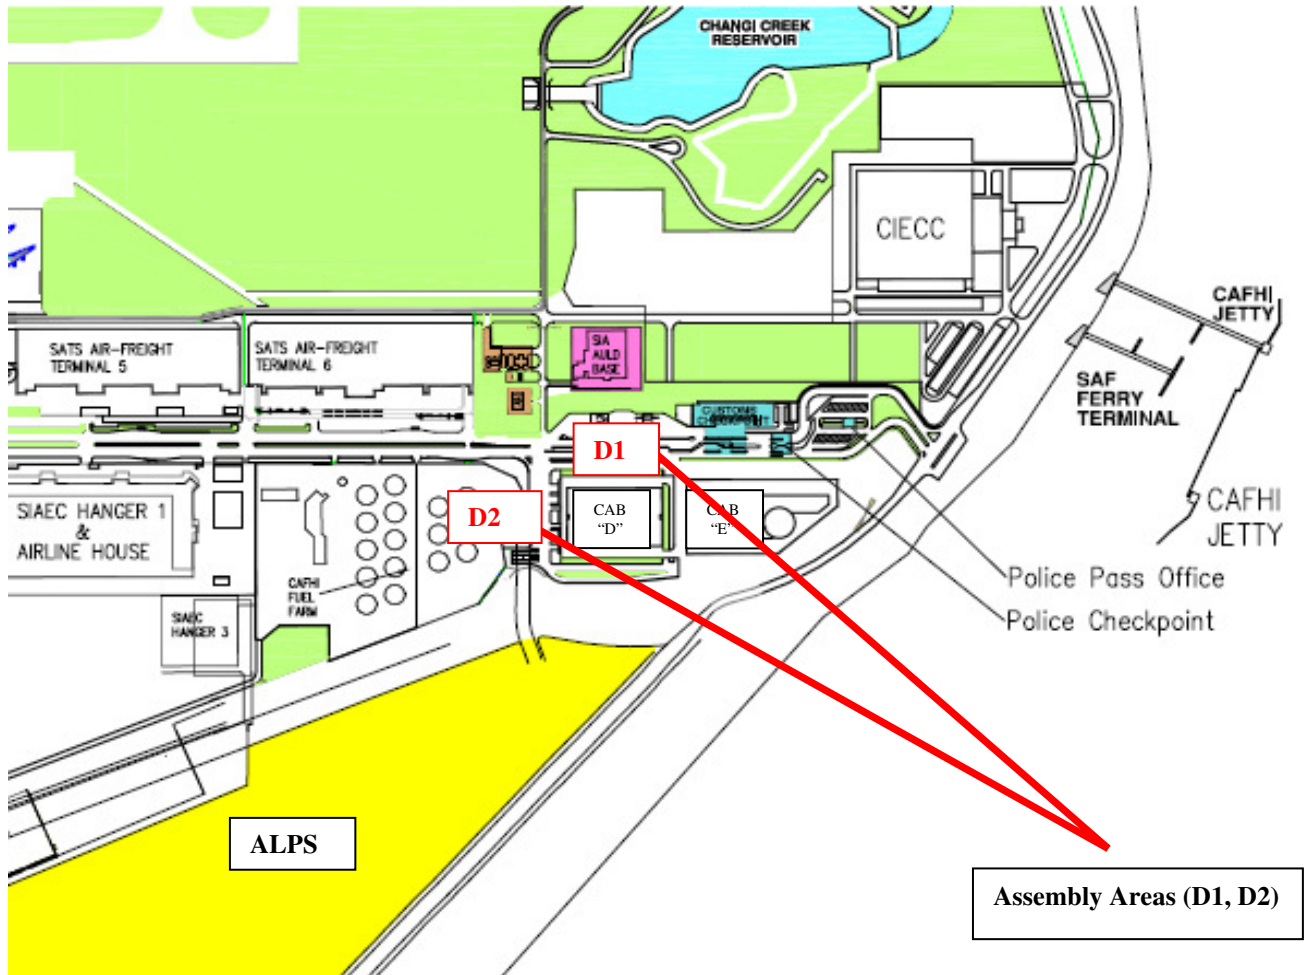 CHANGI CREEK
RESERVOIR
CIECC
CAFHI
JETTY
SAF
FERRY
TERMINAL
CAFHI
JETTY
SATS AIR-FREIGHT
TERMINAL 5
SATS AIR-FREIGHT
TERMINAL 6
SIA
AULD
BASE
CUSTOMS
D1
D2
CAB
"D"
CAB
"E"
SIAEC HANGER 1
&
AIRLINE HOUSE
CAFHI
FUEL
FARM
SIAEC
HANGER 3
Police Pass Office
Police Checkpoint
ALPS
Assembly Areas (D1, D2)